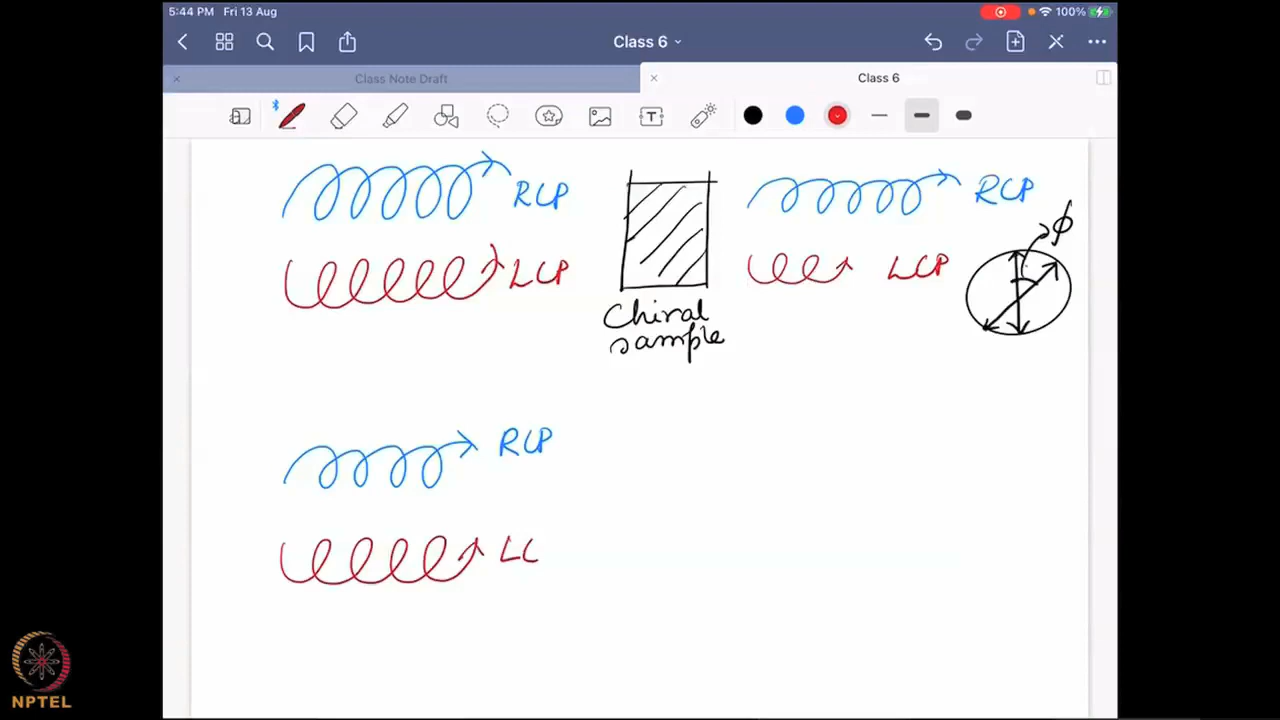 5:44 PM Fri 13 Aug
100%
Class 6
Class Note Draft
Class 6
T
RCP
RCP
LCP
LCP
ϕ
Chiral
sample
RCP
LC
NPTEL